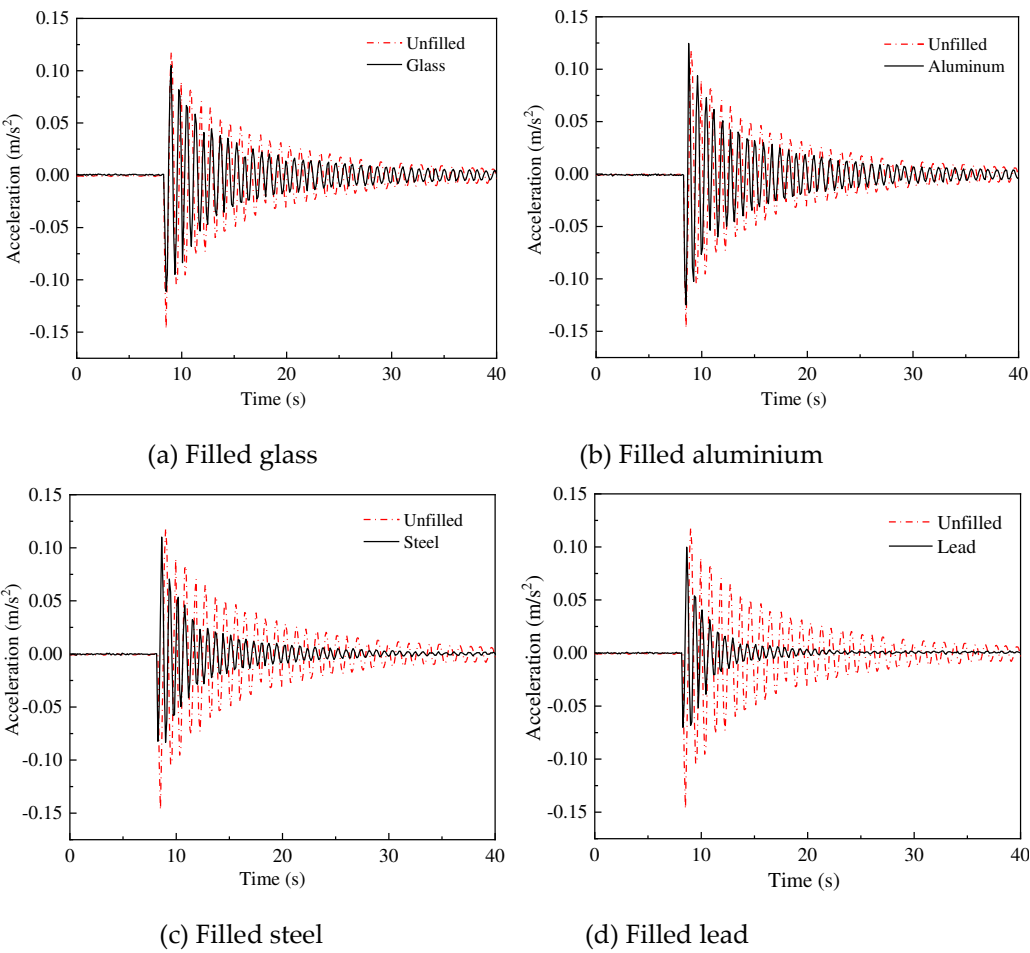 0.15
0.10
0.05
0.00
-0.05
-0.10
-0.15
Acceleration (m/s²)
Unfilled
Glass
0 10 20 30 40
Time (s)
(a) Filled glass
0.15
0.10
0.05
0.00
-0.05
-0.10
-0.15
Acceleration (m/s²)
Unfilled
Aluminum
0 10 20 30 40
Time (s)
(b) Filled aluminium
0.15
0.10
0.05
0.00
-0.05
-0.10
-0.15
Acceleration (m/s²)
Unfilled
Steel
0 10 20 30 40
Time (s)
(c) Filled steel
0.15
0.10
0.05
0.00
-0.05
-0.10
-0.15
Acceleration (m/s²)
Unfilled
Lead
0 10 20 30 40
Time (s)
(d) Filled lead